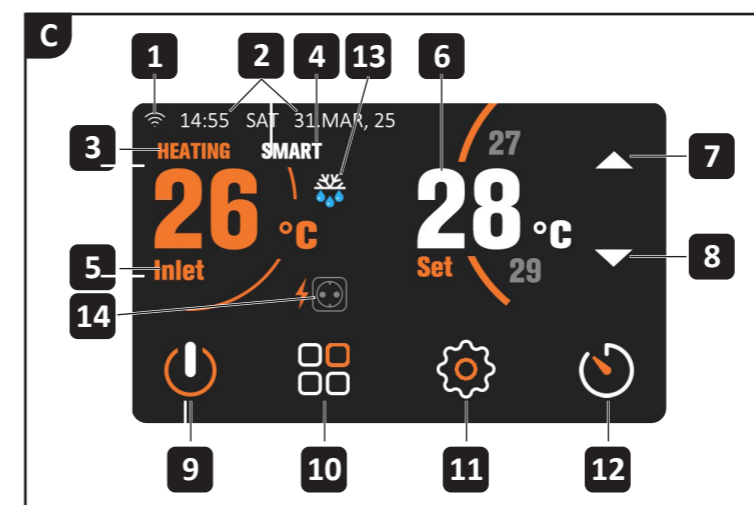 C
1 2 4 13 6
14:55 SAT 31.MAR, 25
3 HEATING SMART 27 7
26 °C 28 °C
5 Inlet Set 29 8
14
9 10 11 12